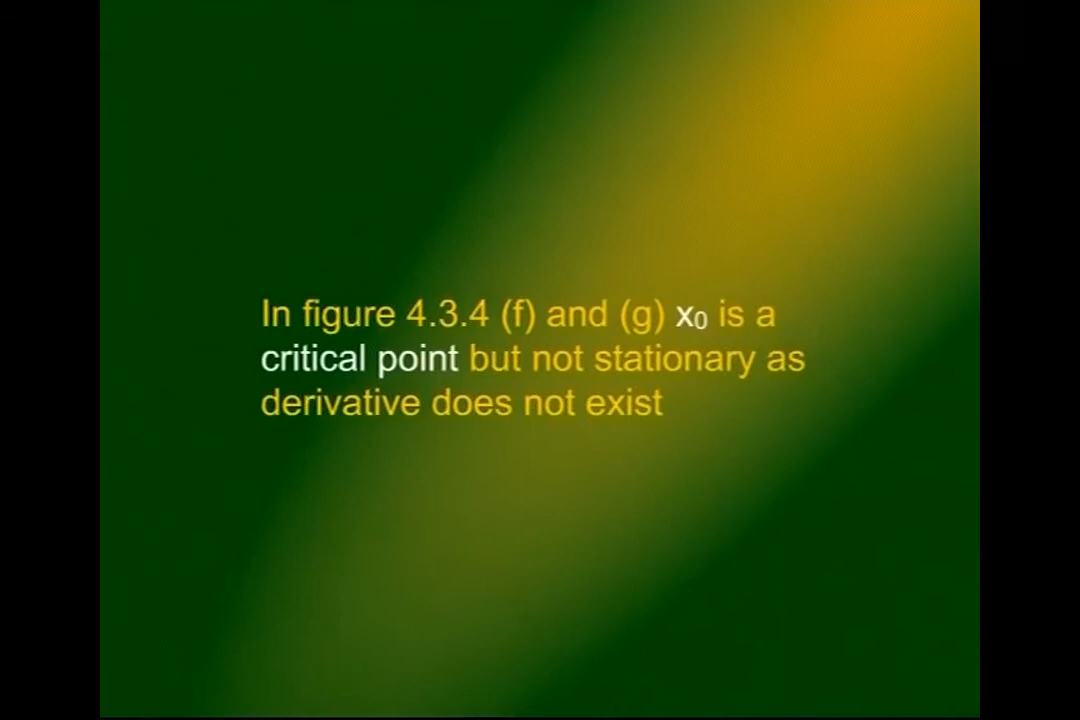 In figure 4.3.4 (f) and (g) x₀ is a
critical point but not stationary as
derivative does not exist